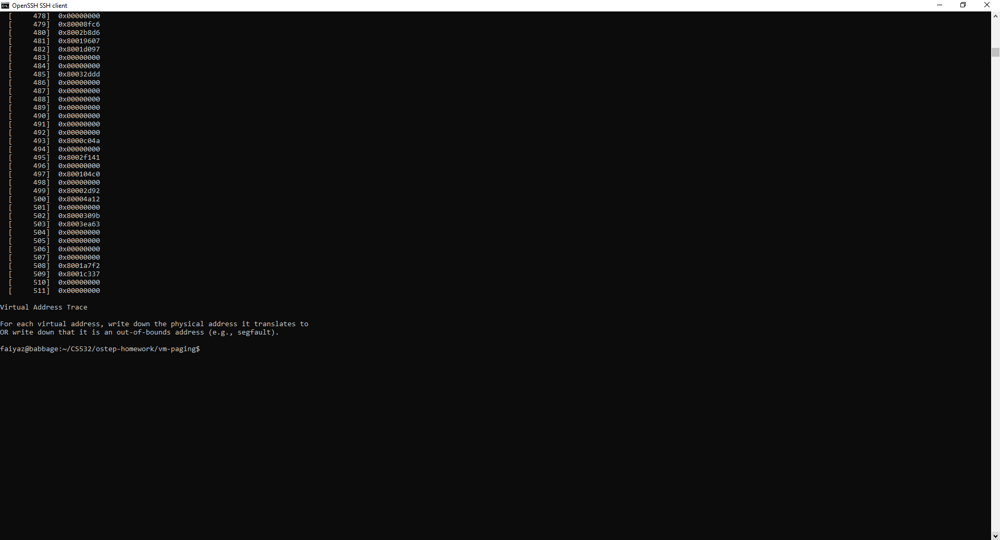 OpenSSH SSH client
[     478]  0x00000000
[     479]  0x80008fc6
[     480]  0x8002b8d6
[     481]  0x80019607
[     482]  0x8001d097
[     483]  0x00000000
[     484]  0x00000000
[     485]  0x80032ddd
[     486]  0x00000000
[     487]  0x00000000
[     488]  0x00000000
[     489]  0x00000000
[     490]  0x00000000
[     491]  0x00000000
[     492]  0x00000000
[     493]  0x8000c04a
[     494]  0x00000000
[     495]  0x8002f141
[     496]  0x00000000
[     497]  0x800104c0
[     498]  0x00000000
[     499]  0x80002d92
[     500]  0x80004a12
[     501]  0x00000000
[     502]  0x8000309b
[     503]  0x8003ea63
[     504]  0x00000000
[     505]  0x00000000
[     506]  0x00000000
[     507]  0x00000000
[     508]  0x8001a7f2
[     509]  0x8001c337
[     510]  0x00000000
[     511]  0x00000000
Virtual Address Trace
For each virtual address, write down the physical address it translates to
OR write down that it is an out-of-bounds address (e.g., segfault).
faiyaz@babbage:~/CS532/ostep-homework/vm-paging$